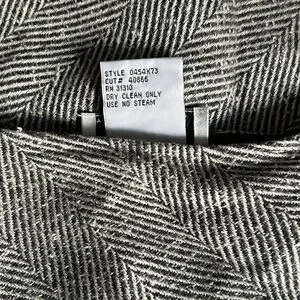 STYLE 0454X73
CUT# 40866
RN 31310
DRY CLEAN ONLY
USE NO STEAM